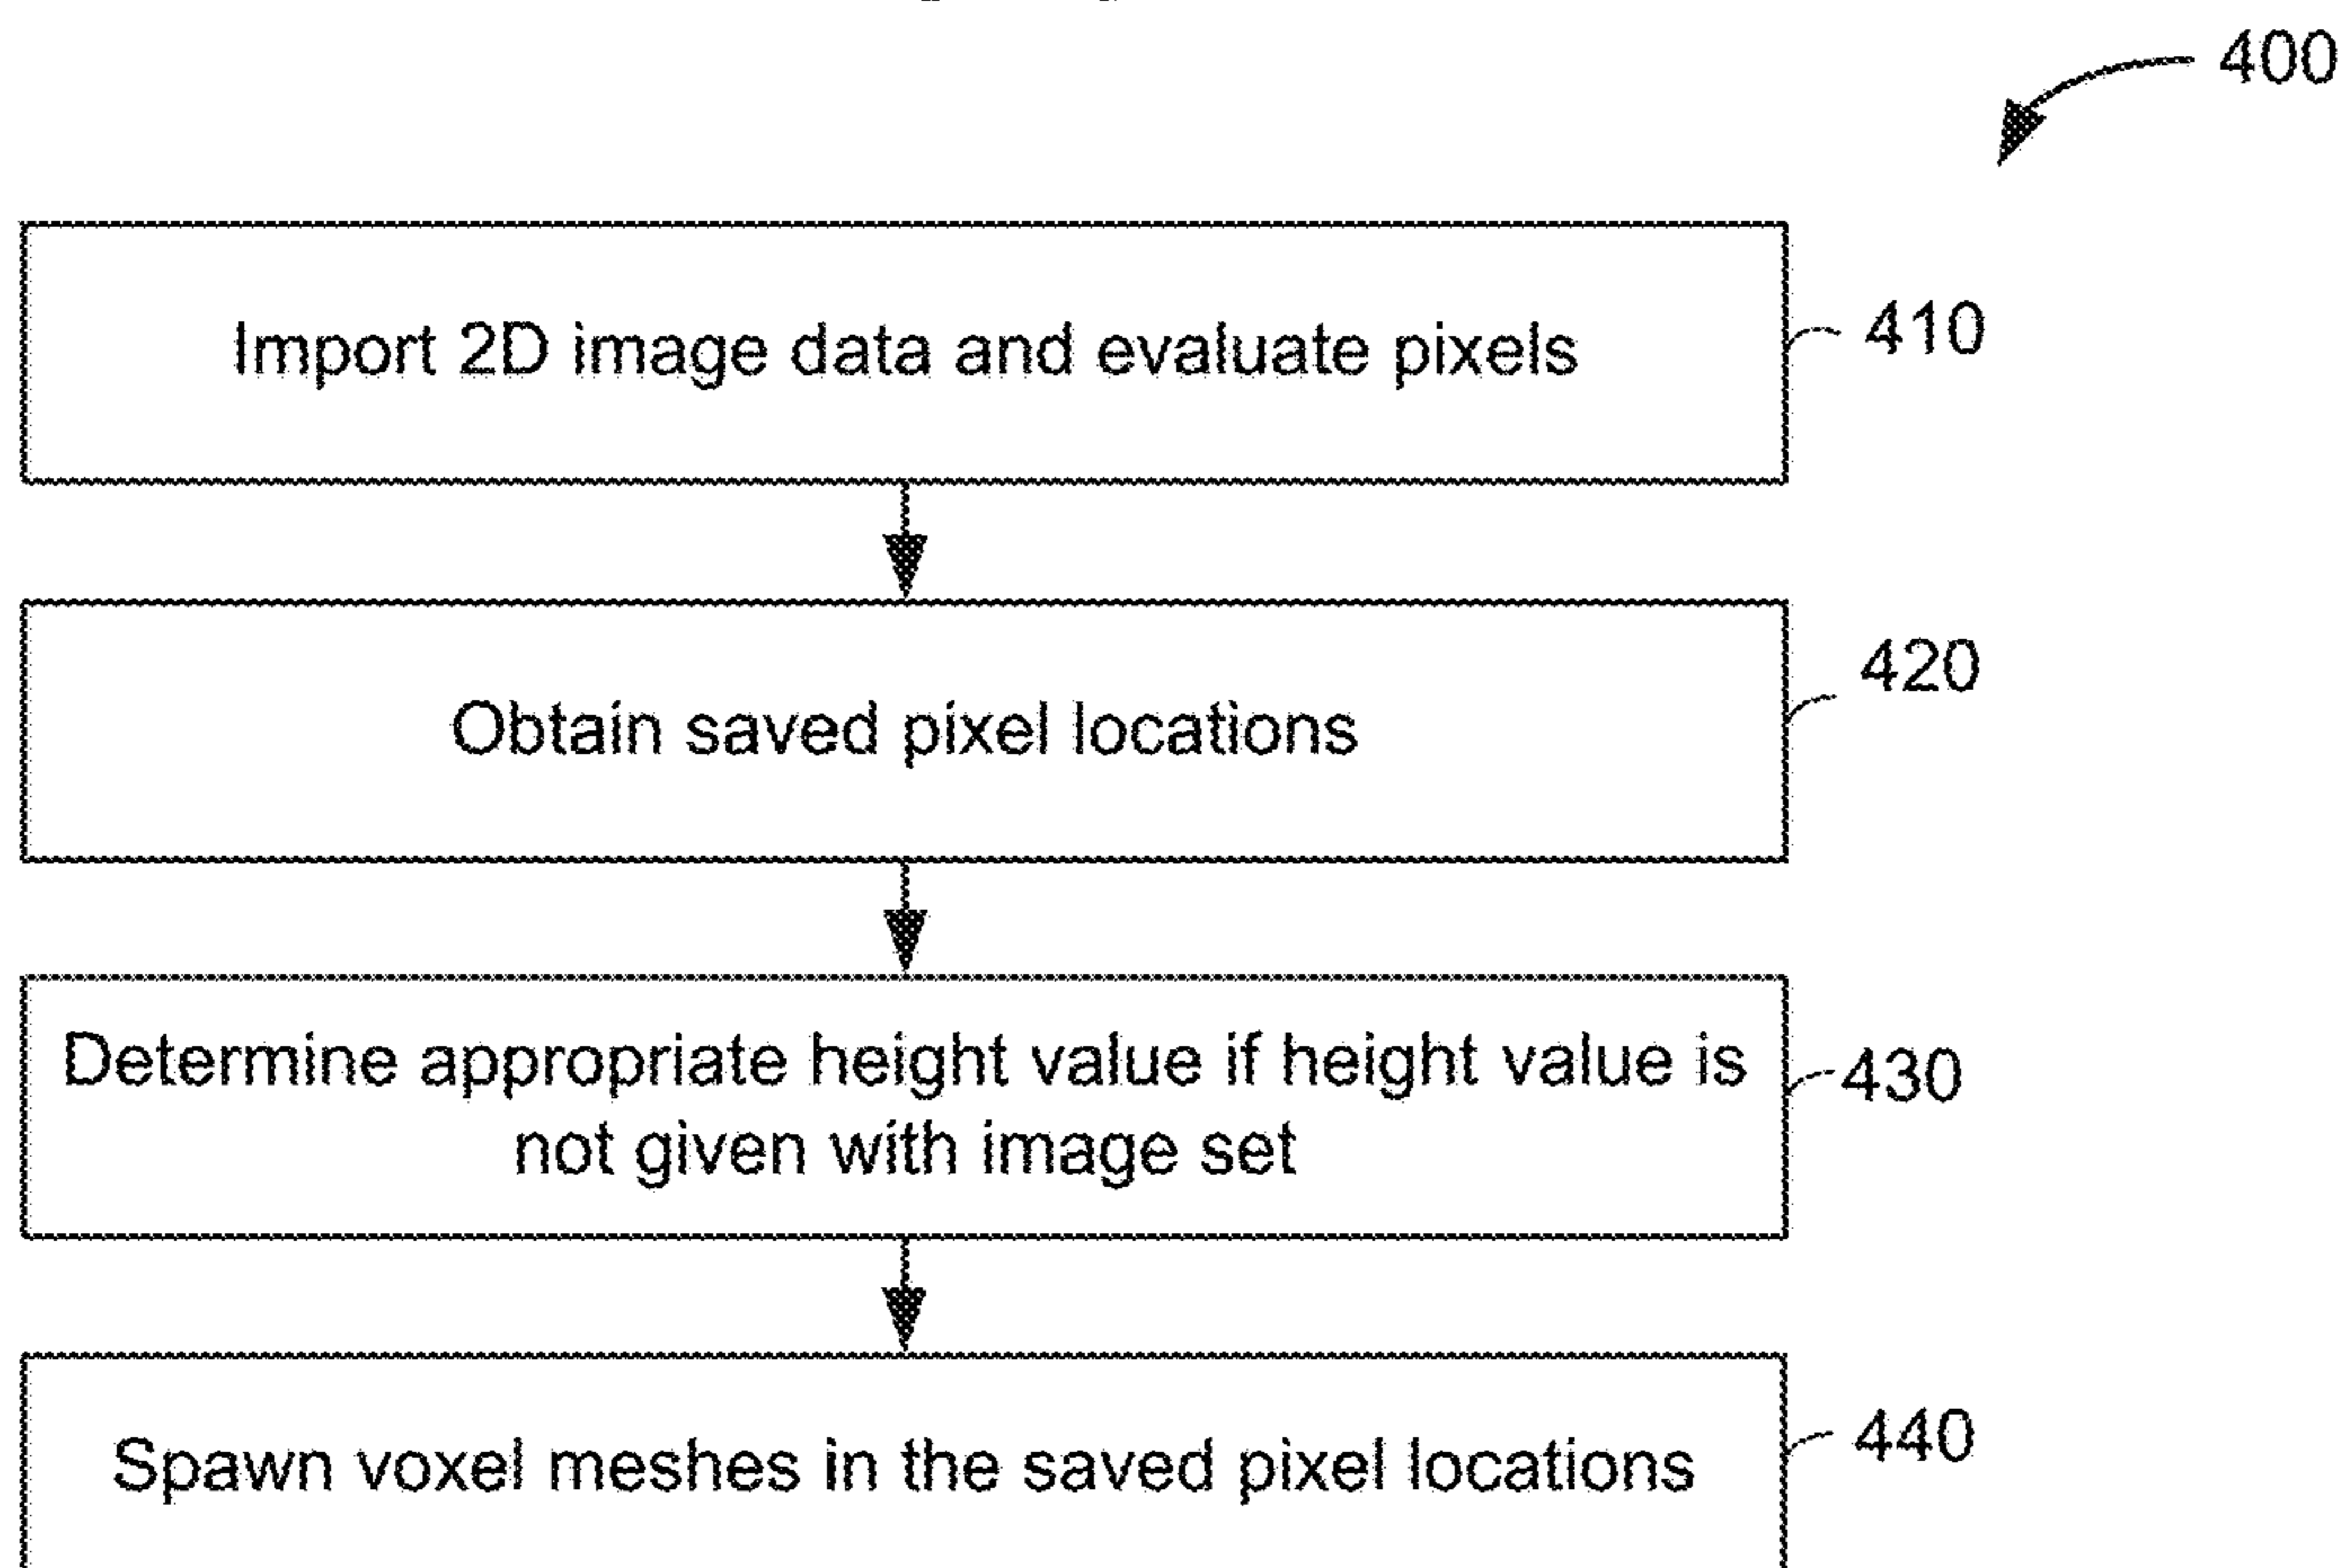 400
Import 2D image data and evaluate pixels
410
Obtain saved pixel locations
420
Determine appropriate height value if height value is
not given with image set
430
Spawn voxel meshes in the saved pixel locations
440